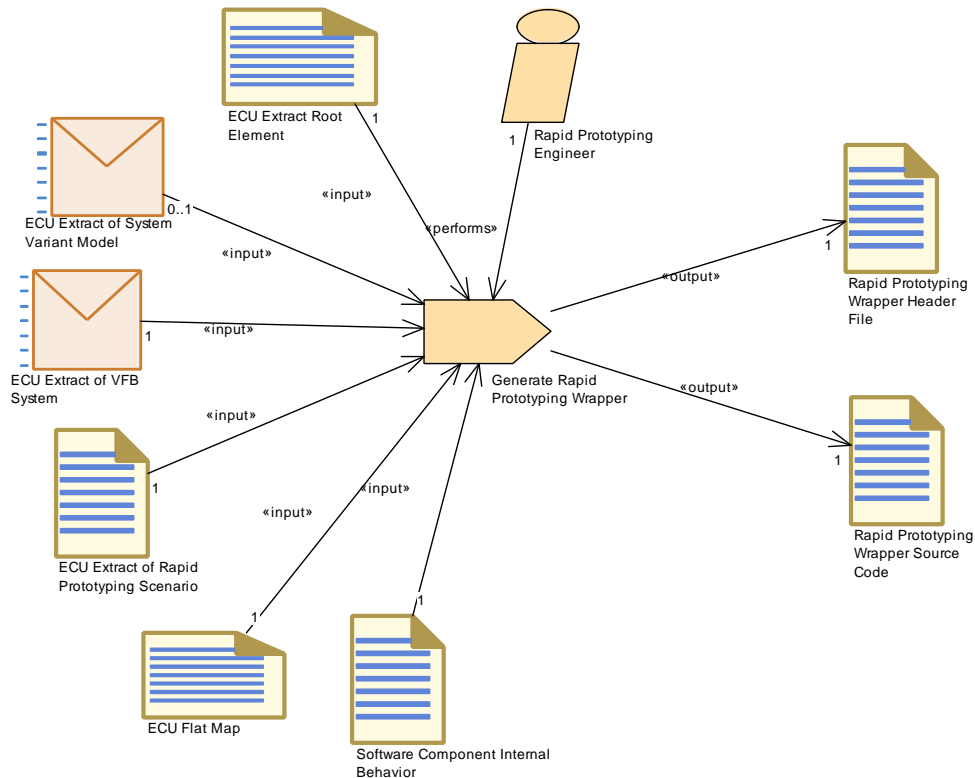 ECU Extract Root
Element
1
Rapid Prototyping
Engineer
1
ECU Extract of System
Variant Model
0..1
«input»
«input»
«performs»
ECU Extract of VFB
System
1
«input»
Generate Rapid
Prototyping Wrapper
«output»
1
Rapid Prototyping
Wrapper Header
File
«output»
1
Rapid Prototyping
Wrapper Source
Code
«input»
1
ECU Extract of Rapid
Prototyping Scenario
«input»
«input»
1
ECU Flat Map
1
Software Component Internal
Behavior